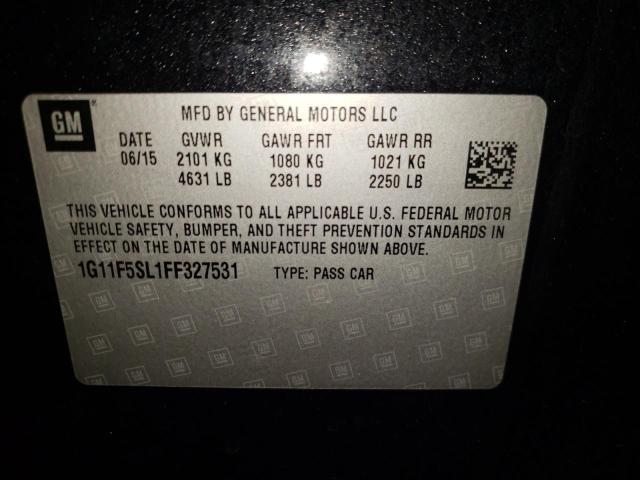 GM
MFD BY GENERAL MOTORS LLC
DATE GVWR GAWR FRT GAWR RR
06/15 2101 KG 1080 KG 1021 KG
4631 LB 2381 LB 2250 LB
THIS VEHICLE CONFORMS TO ALL APPLICABLE U.S. FEDERAL MOTOR
VEHICLE SAFETY, BUMPER, AND THEFT PREVENTION STANDARDS IN
EFFECT ON THE DATE OF MANUFACTURE SHOWN ABOVE.
1G11F5SL1FF327531 TYPE: PASS CAR